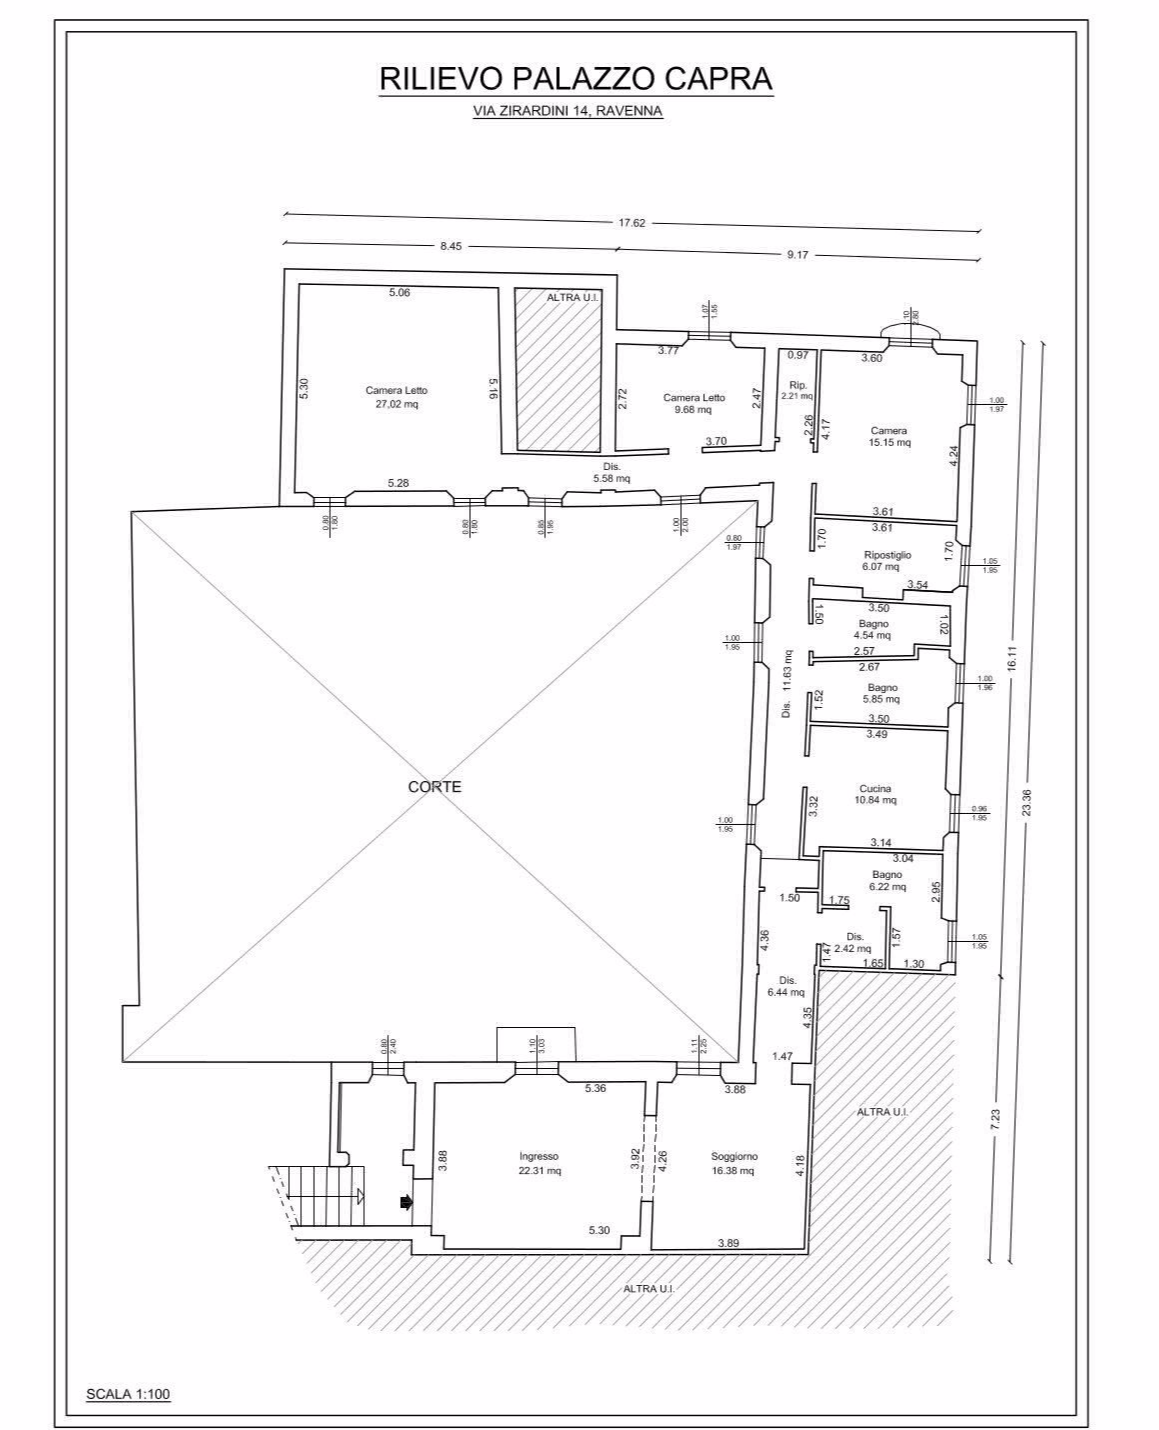 RILIEVO PALAZZO CAPRA
VIA ZIRARDINI 14, RAVENNA
17.62
8.45
9.17
5.06
ALTRA U.I.
5.30
5.16
Camera Letto
27,02 mq
5.28
1.07
1.55
3.77
2.72
2.47
Camera Letto
9.68 mq
3.70
0.97
Rip.
2.21 mq
2.26
1.10
2.80
3.60
4.17
Camera
15.15 mq
4.24
3.61
1.00
1.97
Dis.
5.58 mq
0.80
1.80
0.80
1.80
0.85
1.95
1.00
2.00
0.80
1.97
3.61
1.70
1.70
Ripostiglio
6.07 mq
3.54
1.05
1.95
3.50
1.50
1.02
Bagno
4.54 mq
2.57
1.00
1.95
2.67
Bagno
5.85 mq
1.52
3.50
1.00
1.96
Dis. 11.63 mq
16.11
23.36
3.49
Cucina
10.84 mq
3.32
3.14
0.96
1.95
CORTE
1.00
1.95
3.04
Bagno
6.22 mq
2.95
1.50
1.75
4.36
Dis.
2.42 mq
1.47
1.57
1.65
1.30
1.05
1.95
Dis.
6.44 mq
4.35
1.47
0.80
2.40
1.10
3.03
1.11
2.25
5.36
3.88
ALTRA U.I.
7.23
3.88
Ingresso
22.31 mq
3.92
4.26
Soggiorno
16.38 mq
4.18
5.30
3.89
ALTRA U.I.
SCALA 1:100